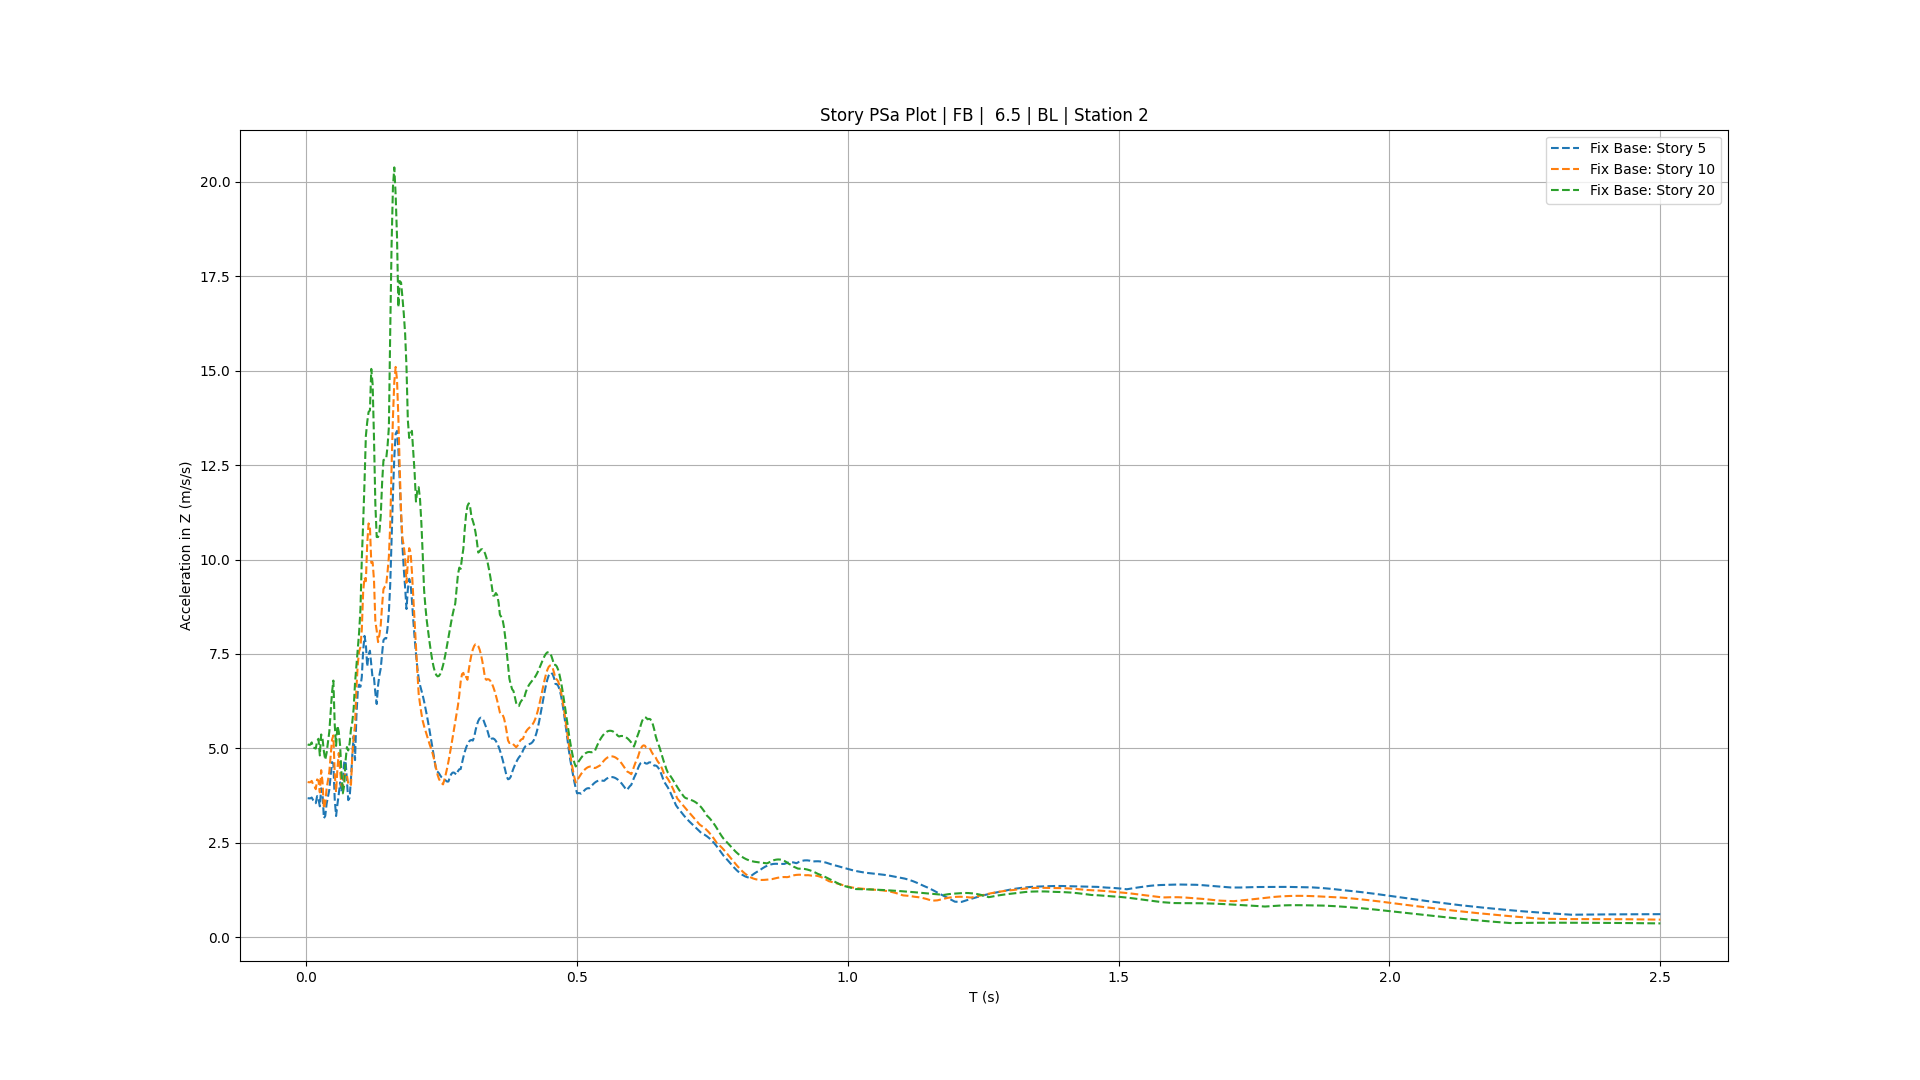 Story PSa Plot | FB |  6.5 | BL | Station 2
Fix Base: Story 5
Fix Base: Story 10
Fix Base: Story 20
Acceleration in Z (m/s/s)
20.0
17.5
15.0
12.5
10.0
7.5
5.0
2.5
0.0
0.0 0.5 1.0 1.5 2.0 2.5
T (s)